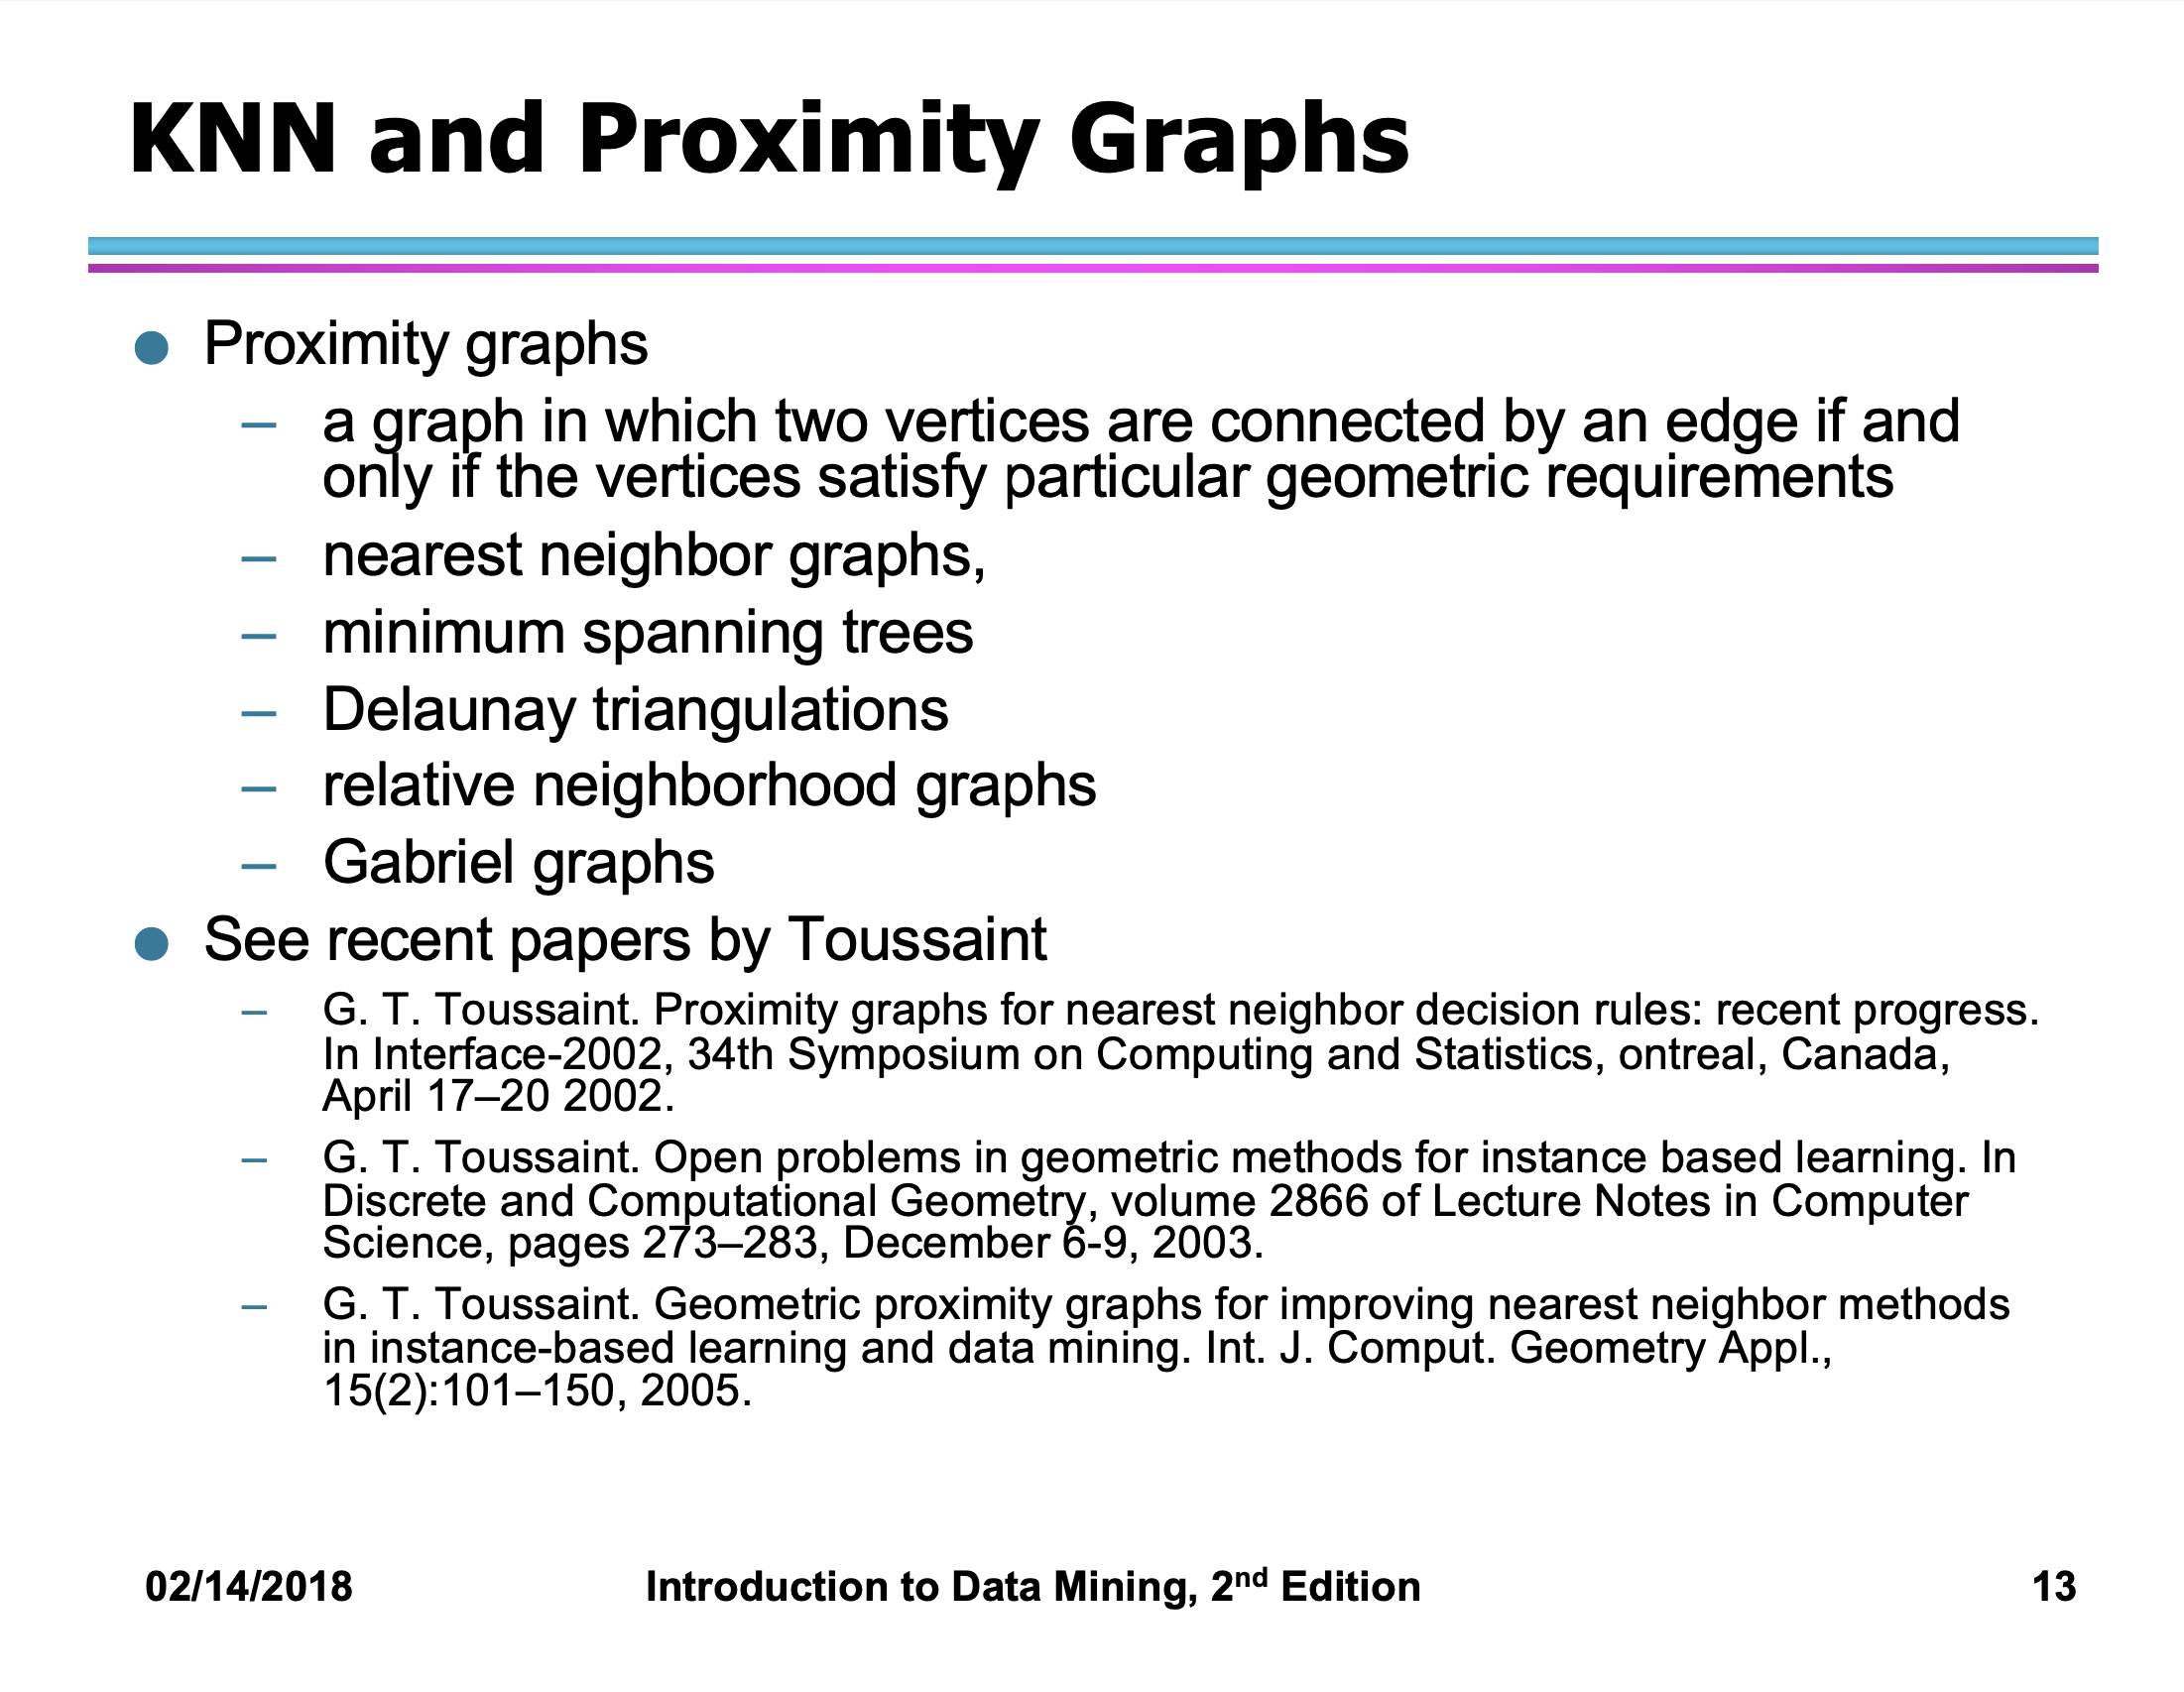 KNN and Proximity Graphs
● Proximity graphs
– a graph in which two vertices are connected by an edge if and
only if the vertices satisfy particular geometric requirements
– nearest neighbor graphs,
– minimum spanning trees
– Delaunay triangulations
– relative neighborhood graphs
– Gabriel graphs
● See recent papers by Toussaint
– G. T. Toussaint. Proximity graphs for nearest neighbor decision rules: recent progress.
In Interface-2002, 34th Symposium on Computing and Statistics, ontreal, Canada,
April 17–20 2002.
– G. T. Toussaint. Open problems in geometric methods for instance based learning. In
Discrete and Computational Geometry, volume 2866 of Lecture Notes in Computer
Science, pages 273–283, December 6-9, 2003.
– G. T. Toussaint. Geometric proximity graphs for improving nearest neighbor methods
in instance-based learning and data mining. Int. J. Comput. Geometry Appl.,
15(2):101–150, 2005.
02/14/2018 Introduction to Data Mining, 2nd Edition 13